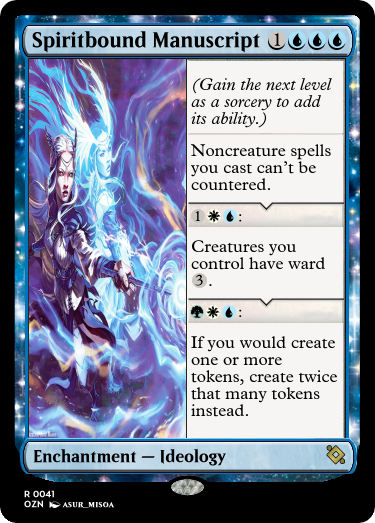 Spiritbound Manuscript 1
(Gain the next level
as a sorcery to add
its ability.)
Noncreature spells
you cast can't be
countered.
1 :
Creatures you
control have ward
3 .
:
If you would create
one or more
tokens, create twice
that many tokens
instead.
Enchantment — Ideology
R 0041
OZN ASUR_MISOA